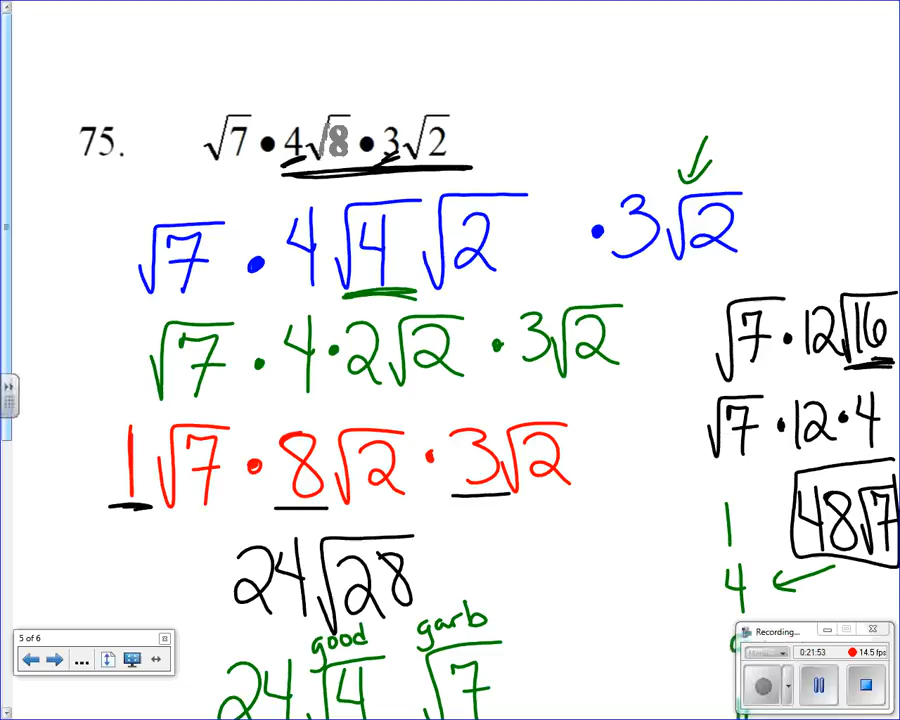 75. √7 • 4√8 • 3√2
√7 • 4√4 √2 • 3√2
√7 • 4 • 2√2 • 3√2
1√7 • 8√2 • 3√2
24√28
good garb
24√4 √7
√7 • 12√16
√7 • 12 • 4
48√7
1
4
5 of 6
...
Recording...
Menu
0:21:53
14.5 fps